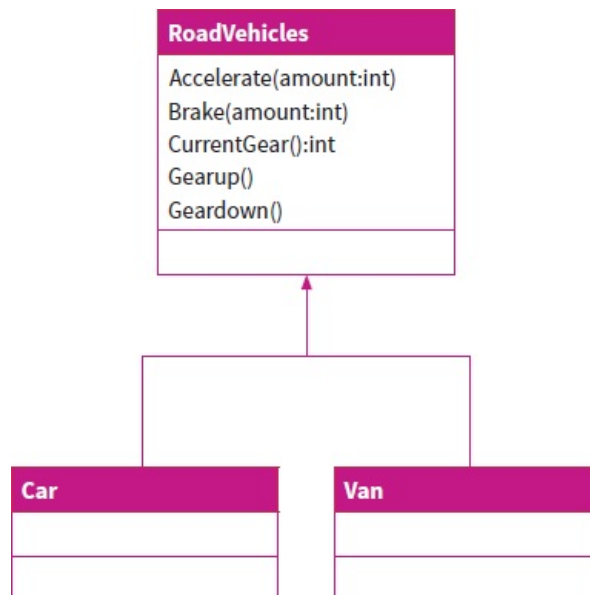 RoadVehicles
Accelerate(amount:int)
Brake(amount:int)
CurrentGear():int
Gearup()
Geardown()
Car
Van